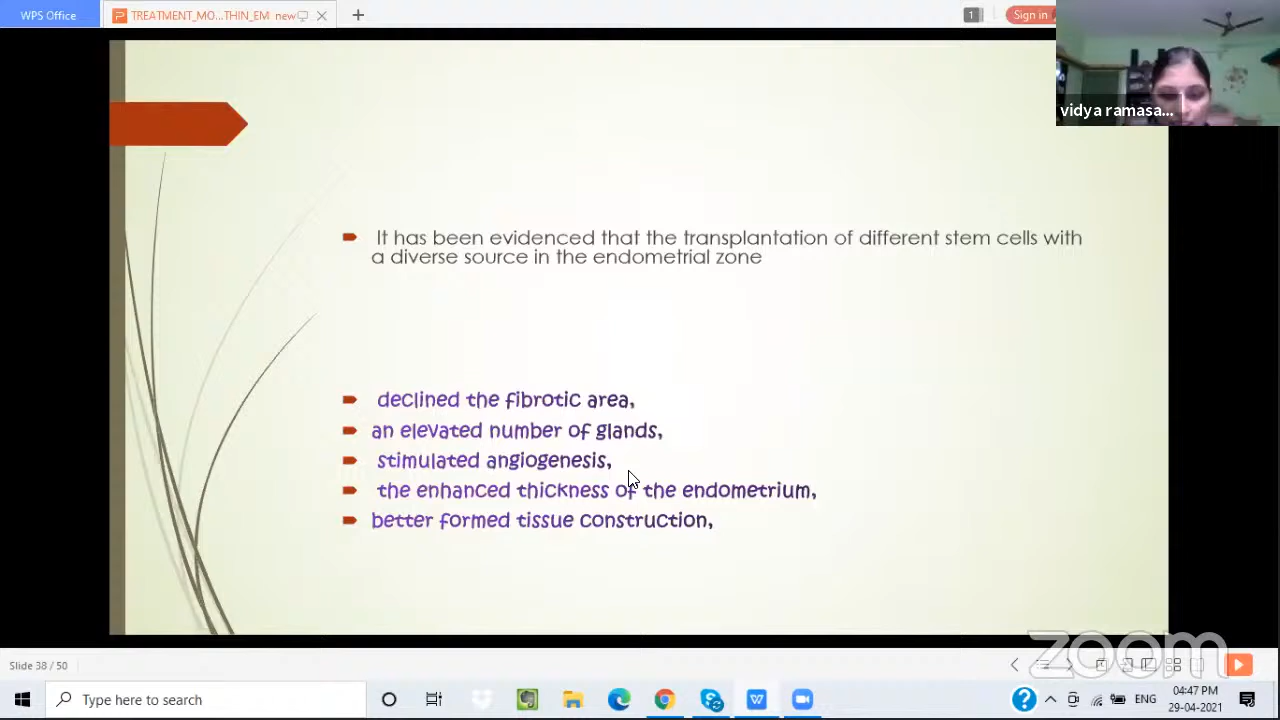 WPS Office
TREATMENT_MO...THIN_EM new
1
Sign in
vidya ramasa...
It has been evidenced that the transplantation of different stem cells with
a diverse source in the endometrial zone
declined the fibrotic area,
an elevated number of glands,
stimulated angiogenesis,
the enhanced thickness of the endometrium,
better formed tissue construction,
zoom
Slide 38 / 50
Type here to search
ENG
04:47 PM
29-04-2021